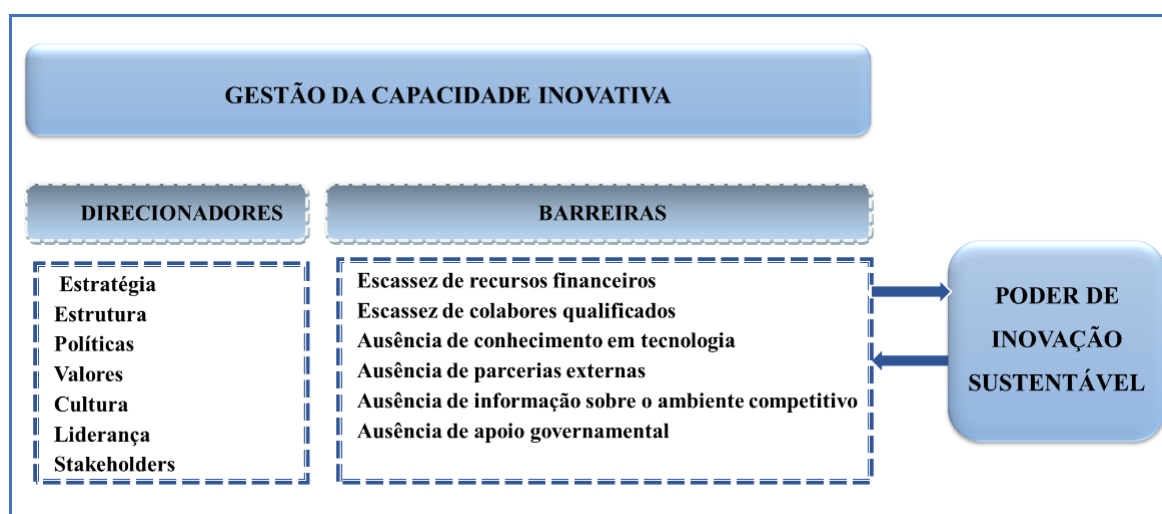 GESTÃO DA CAPACIDADE INOVATIVA
DIRECIONADORES
Estratégia
Estrutura
Políticas
Valores
Cultura
Liderança
Stakeholders
BARREIRAS
Escassez de recursos financeiros
Escassez de colabores qualificados
Ausência de conhecimento em tecnologia
Ausência de parcerias externas
Ausência de informação sobre o ambiente competitivo
Ausência de apoio governamental
PODER DE
INOVAÇÃO
SUSTENTÁVEL